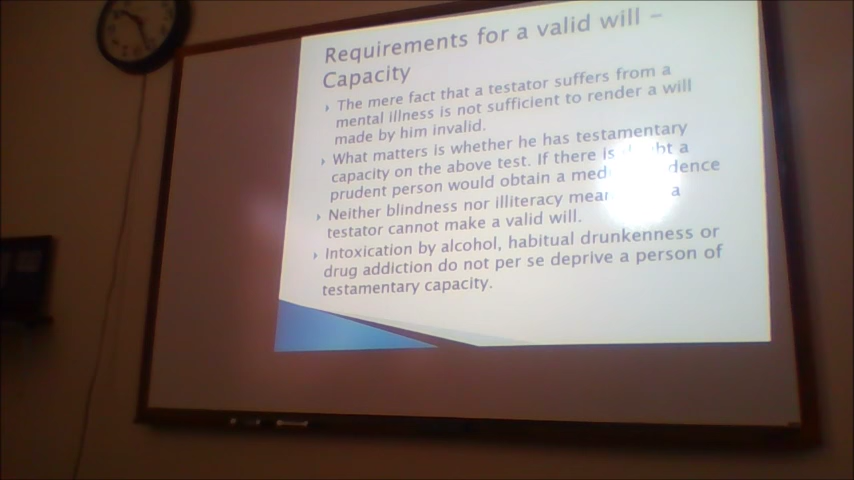 Requirements for a valid will –
Capacity
The mere fact that a testator suffers from a
mental illness is not sufficient to render a will
made by him invalid.
What matters is whether he has testamentary
capacity on the above test. If there is a
prudent person would obtain a
Neither blindness nor illiteracy a
testator cannot make a valid will.
Intoxication by alcohol, habitual drunkenness or
drug addiction do not per se deprive a person of
testamentary capacity.